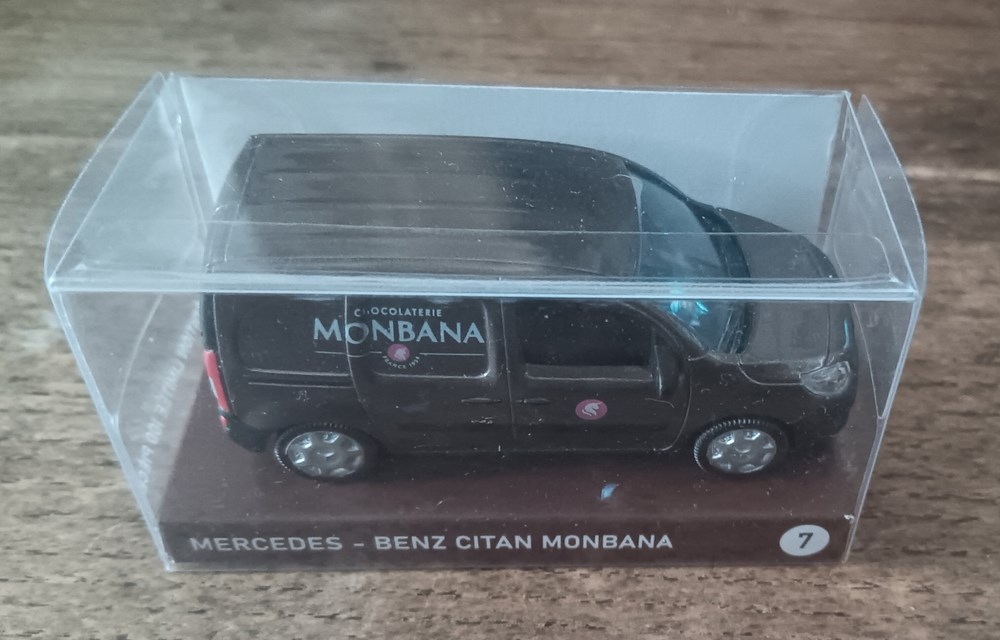 CHOCOLATERIE
MONBANA
MERCEDES - BENZ CITAN MONBANA
7